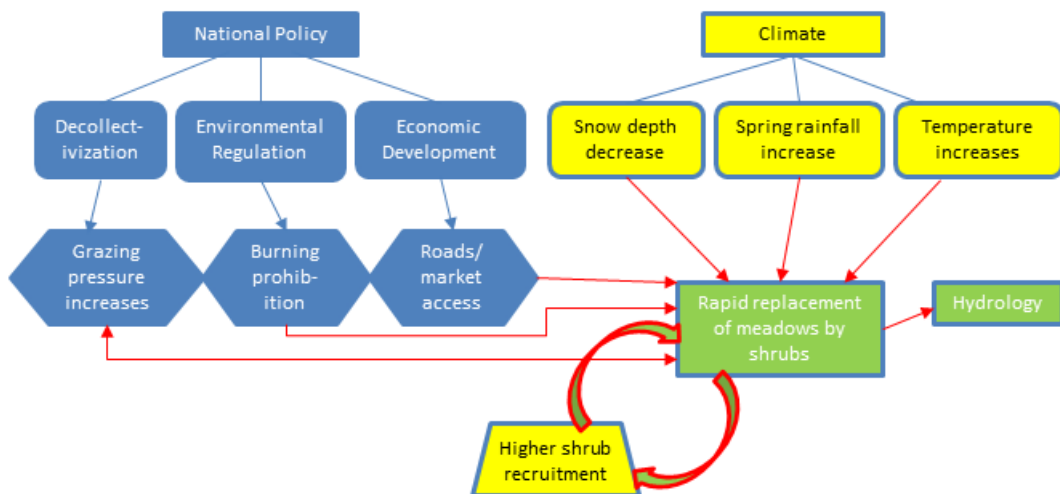 National Policy
Climate
Decollect-
ivization
Environmental
Regulation
Economic
Development
Snow depth
decrease
Spring rainfall
increase
Temperature
increases
Grazing
pressure
increases
Burning
prohib-
ition
Roads/
market
access
Rapid replacement
of meadows by
shrubs
Hydrology
Higher shrub
recruitment